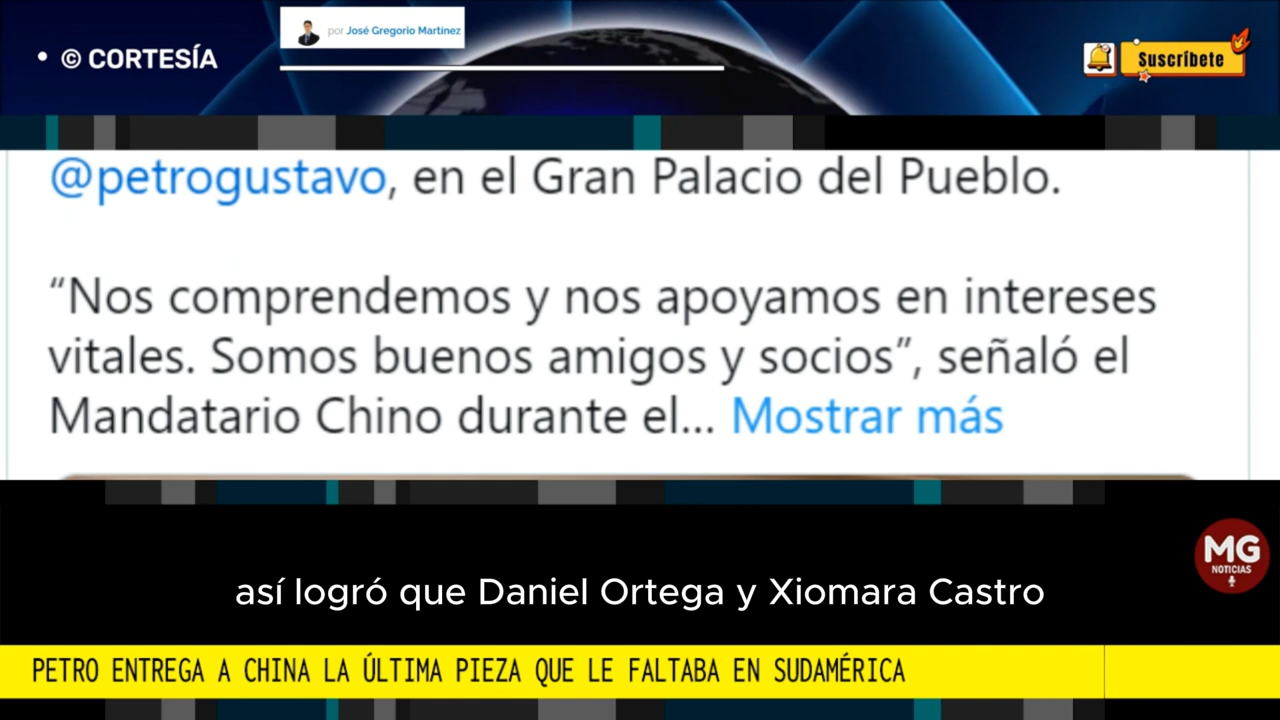 • © CORTESÍA
por José Gregorio Martínez
Suscríbete
@petrogustavo, en el Gran Palacio del Pueblo.
“Nos comprendemos y nos apoyamos en intereses
vitales. Somos buenos amigos y socios”, señaló el
Mandatario Chino durante el... Mostrar más
MG
NOTICIAS
así logró que Daniel Ortega y Xiomara Castro
PETRO ENTREGA A CHINA LA ÚLTIMA PIEZA QUE LE FALTABA EN SUDAMÉRICA